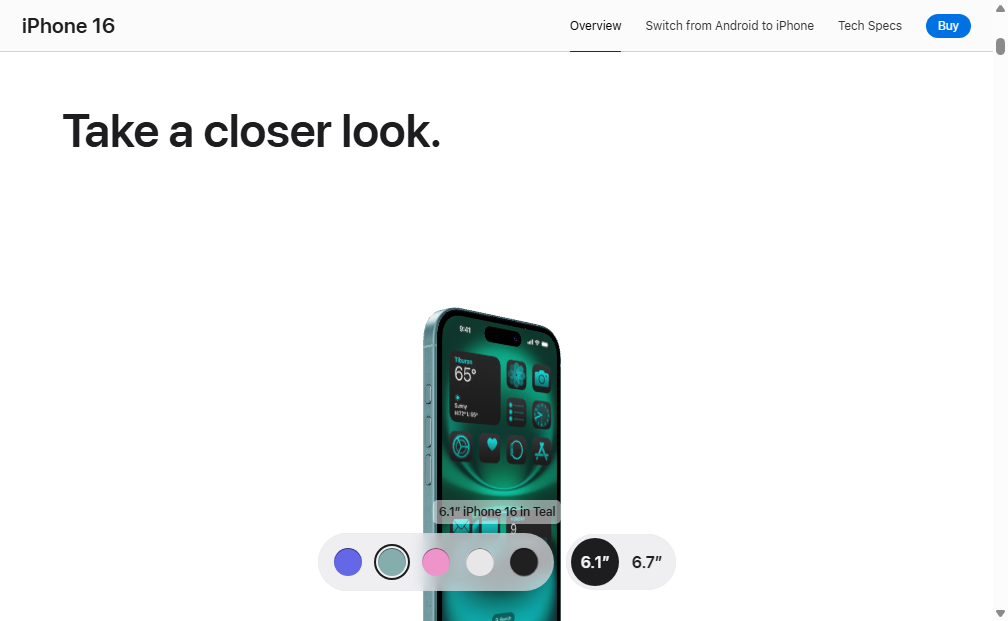 iPhone 16
Overview
Switch from Android to iPhone
Tech Specs
Buy
Take a closer look.
9:41
Tiburon
65°
Sunny
H:72° L:55°
6.1” iPhone 16 in Teal
9
6.1”
6.7”